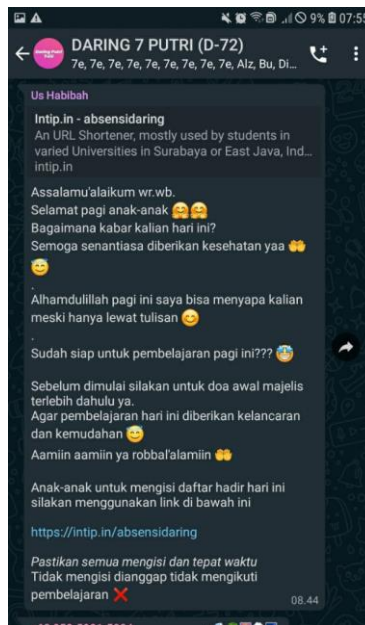 9% 07:55
DARING 7 PUTRI (D-72)
7e, 7e, 7e, 7e, 7e, 7e, 7e, 7e, Alz, Bu, Di...
Us Habibah
Intip.in - absensidaring
An URL Shortener, mostly used by students in
varied Universities in Surabaya or East Java, Ind...
intip.in
Assalamu'alaikum wr.wb.
Selamat pagi anak-anak 🤗🤗
Bagaimana kabar kalian hari ini?
Semoga senantiasa diberikan kesehatan yaa 🤲
😇
.
Alhamdulillah pagi ini saya bisa menyapa kalian
meski hanya lewat tulisan 😊
.
Sudah siap untuk pembelajaran pagi ini???
Sebelum dimulai silakan untuk doa awal majelis
terlebih dahulu ya.
Agar pembelajaran hari ini diberikan kelancaran
dan kemudahan 😇
Aamiin aamiin ya robbal'alamiin 🤲
Anak-anak untuk mengisi daftar hadir hari ini
silakan menggunakan link di bawah ini
https://intip.in/absensidaring
Pastikan semua mengisi dan tepat waktu
Tidak mengisi dianggap tidak mengikuti
pembelajaran ❌
08.44